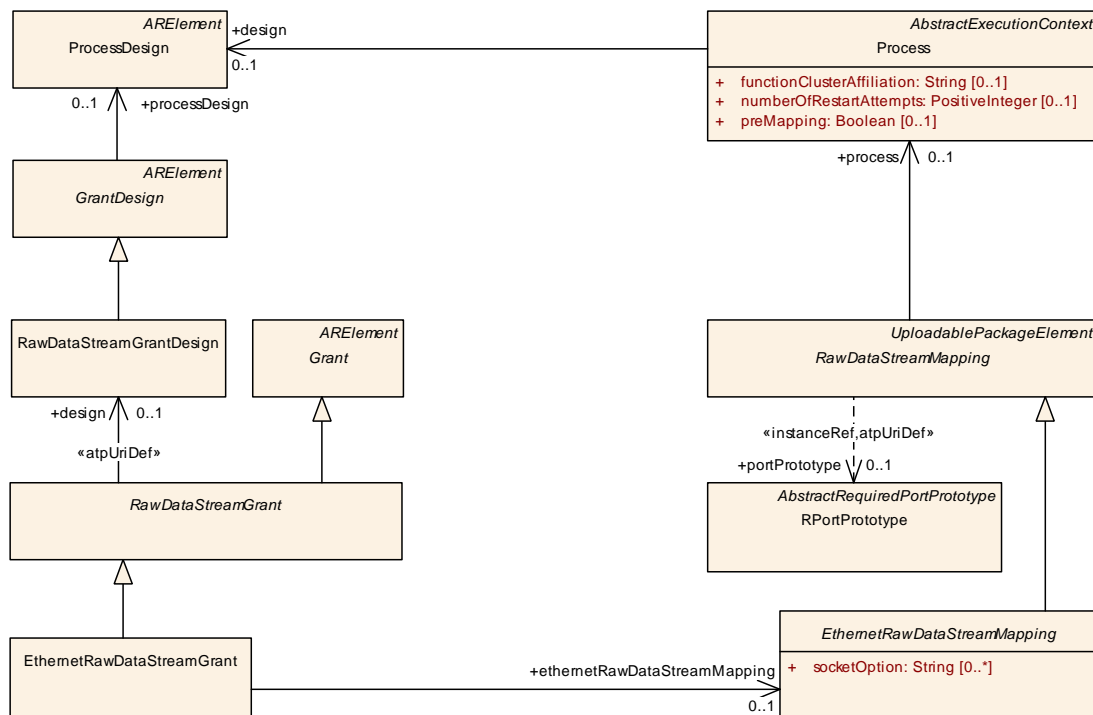 ARElement
ProcessDesign
+design
0..1
AbstractExecutionContext
Process
+ functionClusterAffiliation: String [0..1]
+ numberOfRestartAttempts: PositiveInteger [0..1]
+ preMapping: Boolean [0..1]
0..1
+processDesign
+process
0..1
ARElement
GrantDesign
RawDataStreamGrantDesign
ARElement
Grant
UploadablePackageElement
RawDataStreamMapping
+design
0..1
«atpUriDef»
«instanceRef,atpUriDef»
+portPrototype
0..1
RawDataStreamGrant
AbstractRequiredPortPrototype
RPortPrototype
EthernetRawDataStreamGrant
+ethernetRawDataStreamMapping
0..1
EthernetRawDataStreamMapping
+ socketOption: String [0..*]